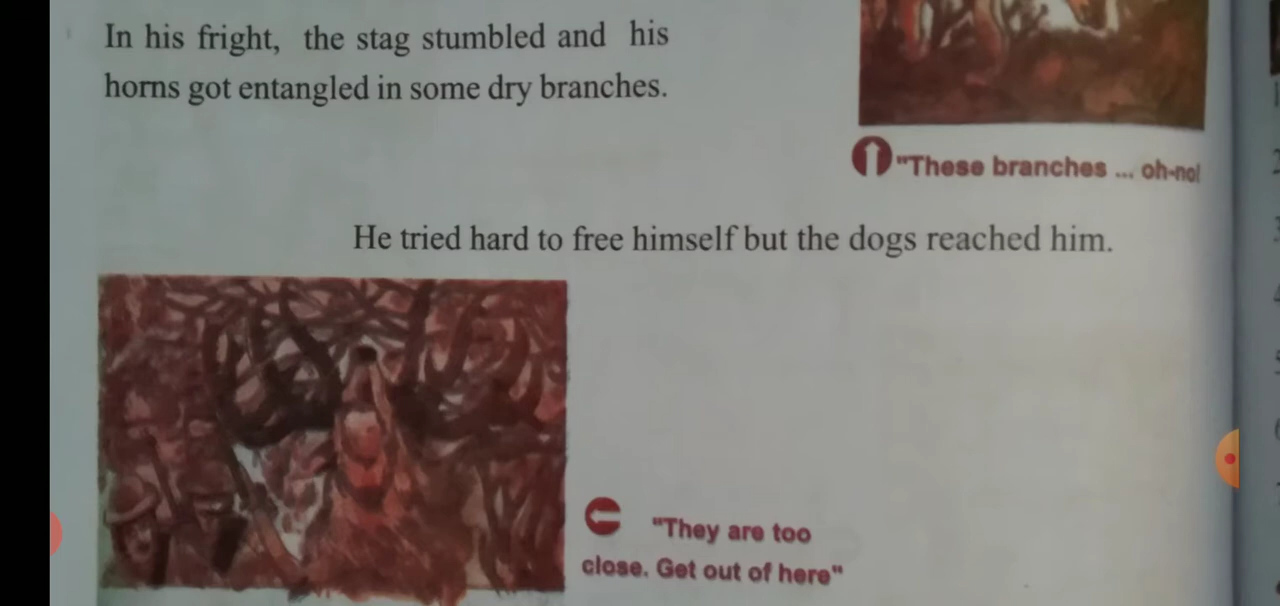 In his fright, the stag stumbled and his
horns got entangled in some dry branches.
"These branches ... oh-no!
He tried hard to free himself but the dogs reached him.
"They are too
close. Get out of here"